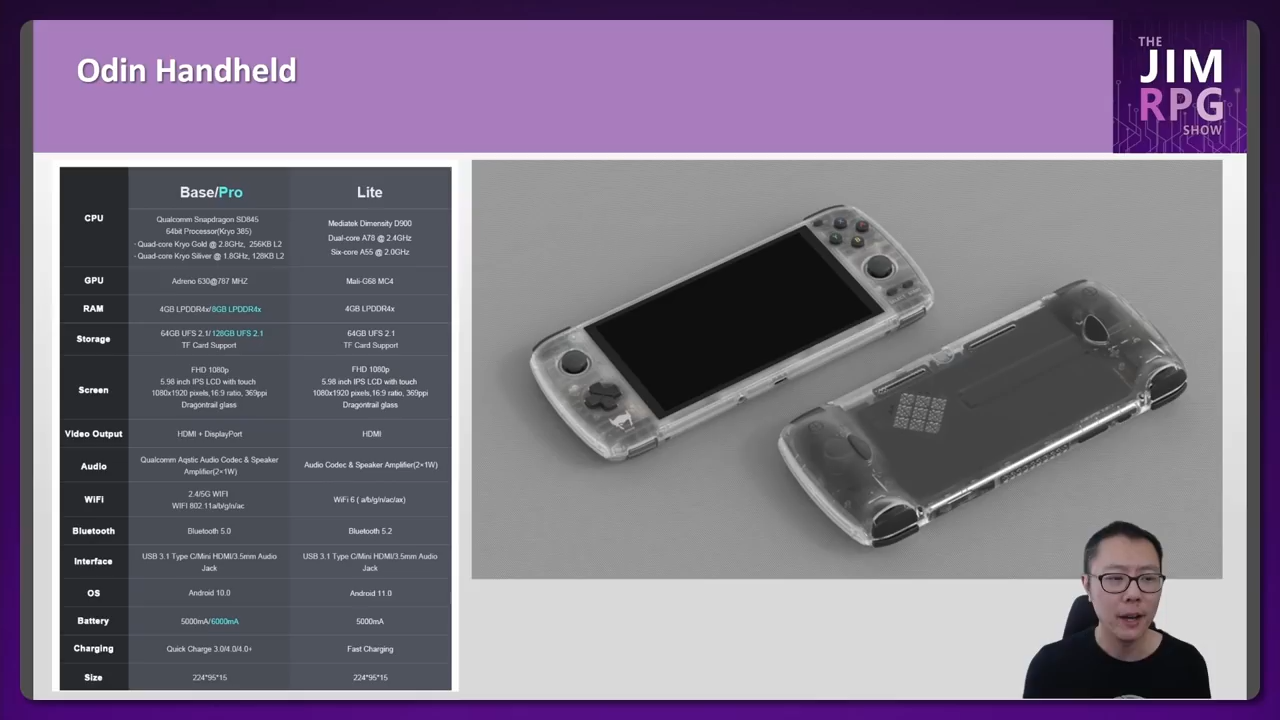 Odin Handheld
THE
JIM
RPG
SHOW
Base/Pro
Lite
CPU
Qualcomm Snapdragon SD845
64bit Processor(Kryo 385)
- Quad-core Kryo Gold @ 2.8GHz, 256KB L2
- Quad-core Kryo Siliver @ 1.8GHz, 128KB L2
Mediatek Dimensity D900
Dual-core A78 @ 2.4GHz
Six-core A55 @ 2.0GHz
GPU
Adreno 630@787 MHZ
Mali-G68 MC4
RAM
4GB LPDDR4x/8GB LPDDR4x
4GB LPDDR4x
Storage
64GB UFS 2.1/128GB UFS 2.1
TF Card Support
64GB UFS 2.1
TF Card Support
Screen
FHD 1080p
5.98 inch IPS LCD with touch
1080x1920 pixels,16:9 ratio, 369ppi
Dragontrail glass
FHD 1080p
5.98 inch IPS LCD with touch
1080x1920 pixels,16:9 ratio, 369ppi
Dragontrail glass
Video Output
HDMI + DisplayPort
HDMI
Audio
Qualcomm Aqstic Audio Codec & Speaker
Amplifier(2×1W)
Audio Codec & Speaker Amplifier(2×1W)
WiFi
2.4/5G WIFI
WIFI 802.11a/b/g/n/ac
WiFi 6 ( a/b/g/n/ac/ax)
Bluetooth
Bluetooth 5.0
Bluetooth 5.2
Interface
USB 3.1 Type C/Mini HDMI/3.5mm Audio
Jack
USB 3.1 Type C/Mini HDMI/3.5mm Audio
Jack
OS
Android 10.0
Android 11.0
Battery
5000mA/6000mA
5000mA
Charging
Quick Charge 3.0/4.0/4.0+
Fast Charging
Size
224*95*15
224*95*15